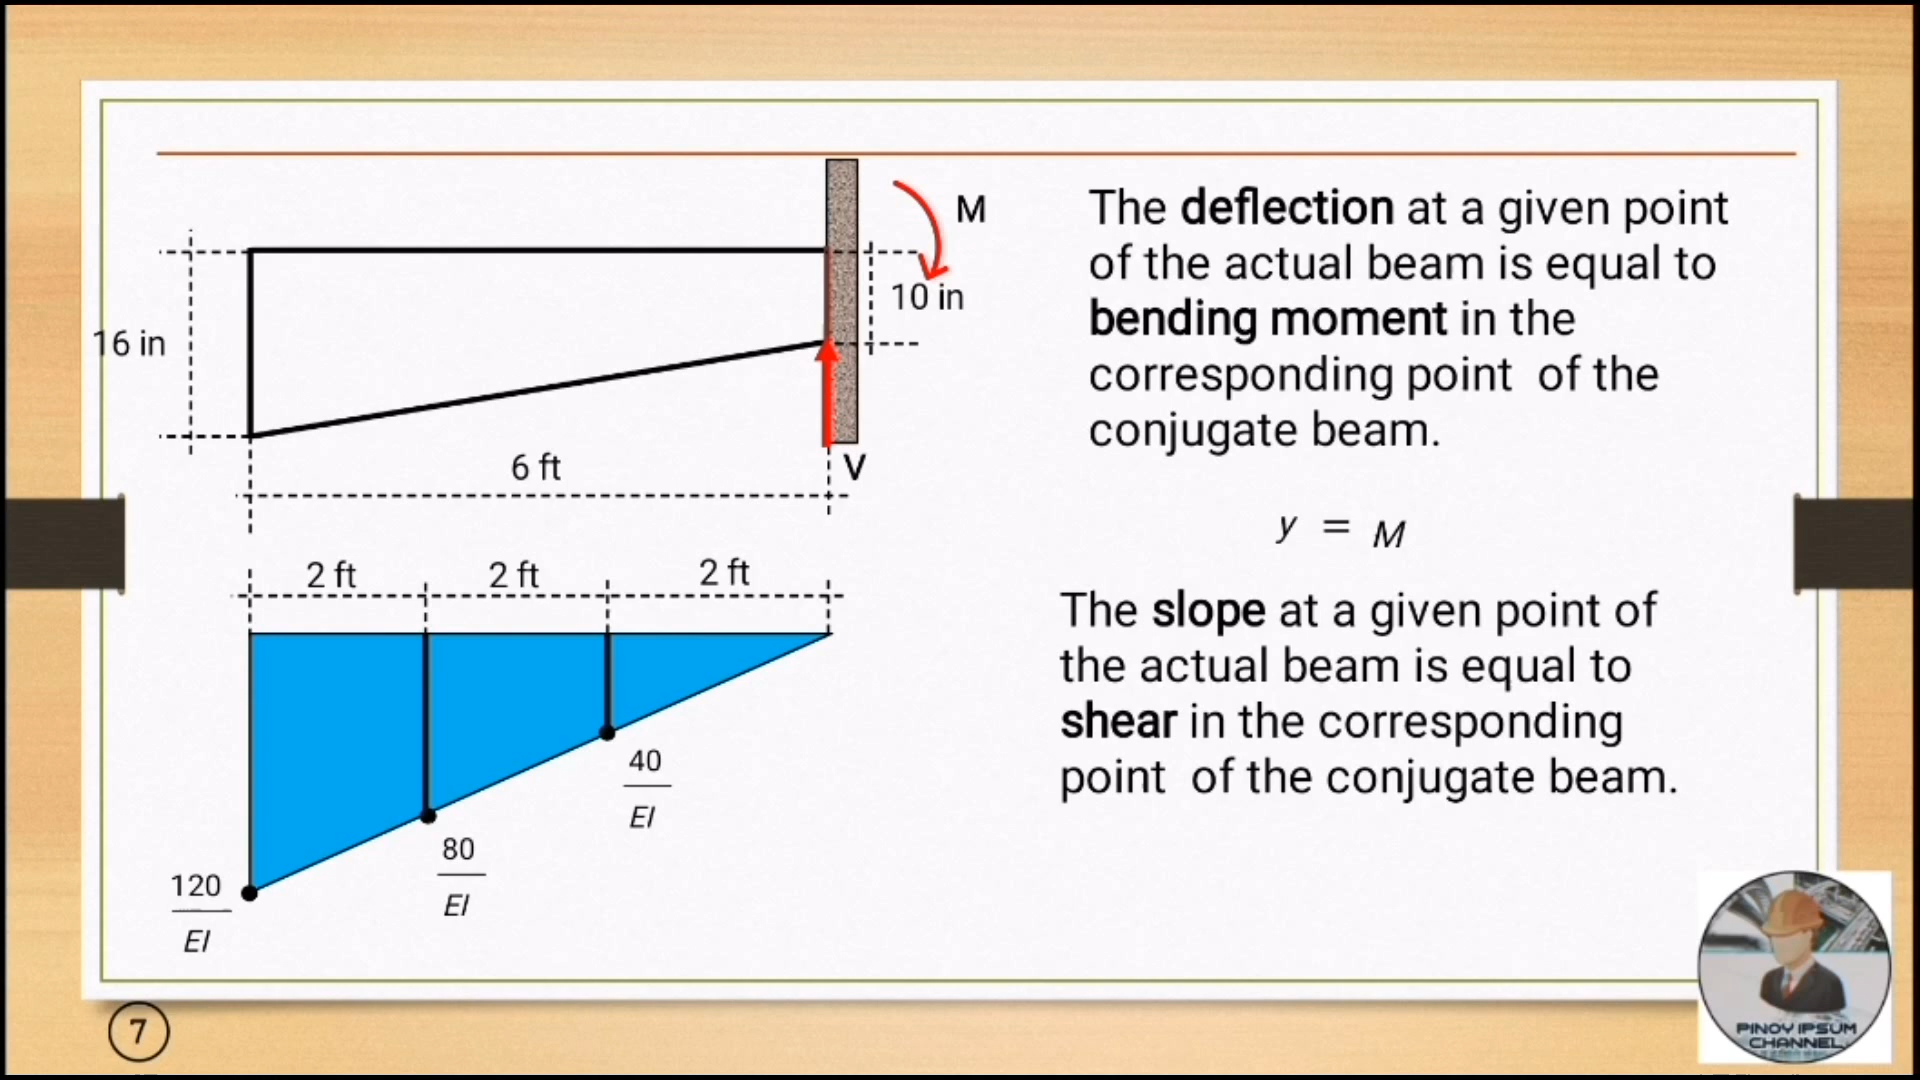 M
10 in
16 in
6 ft
V
2 ft
2 ft
2 ft
40
EI
80
EI
120
EI
The deflection at a given point
of the actual beam is equal to
bending moment in the
corresponding point of the
conjugate beam.
y = M
The slope at a given point of
the actual beam is equal to
shear in the corresponding
point of the conjugate beam.
PINOY IPSUM
CHANNEL
7